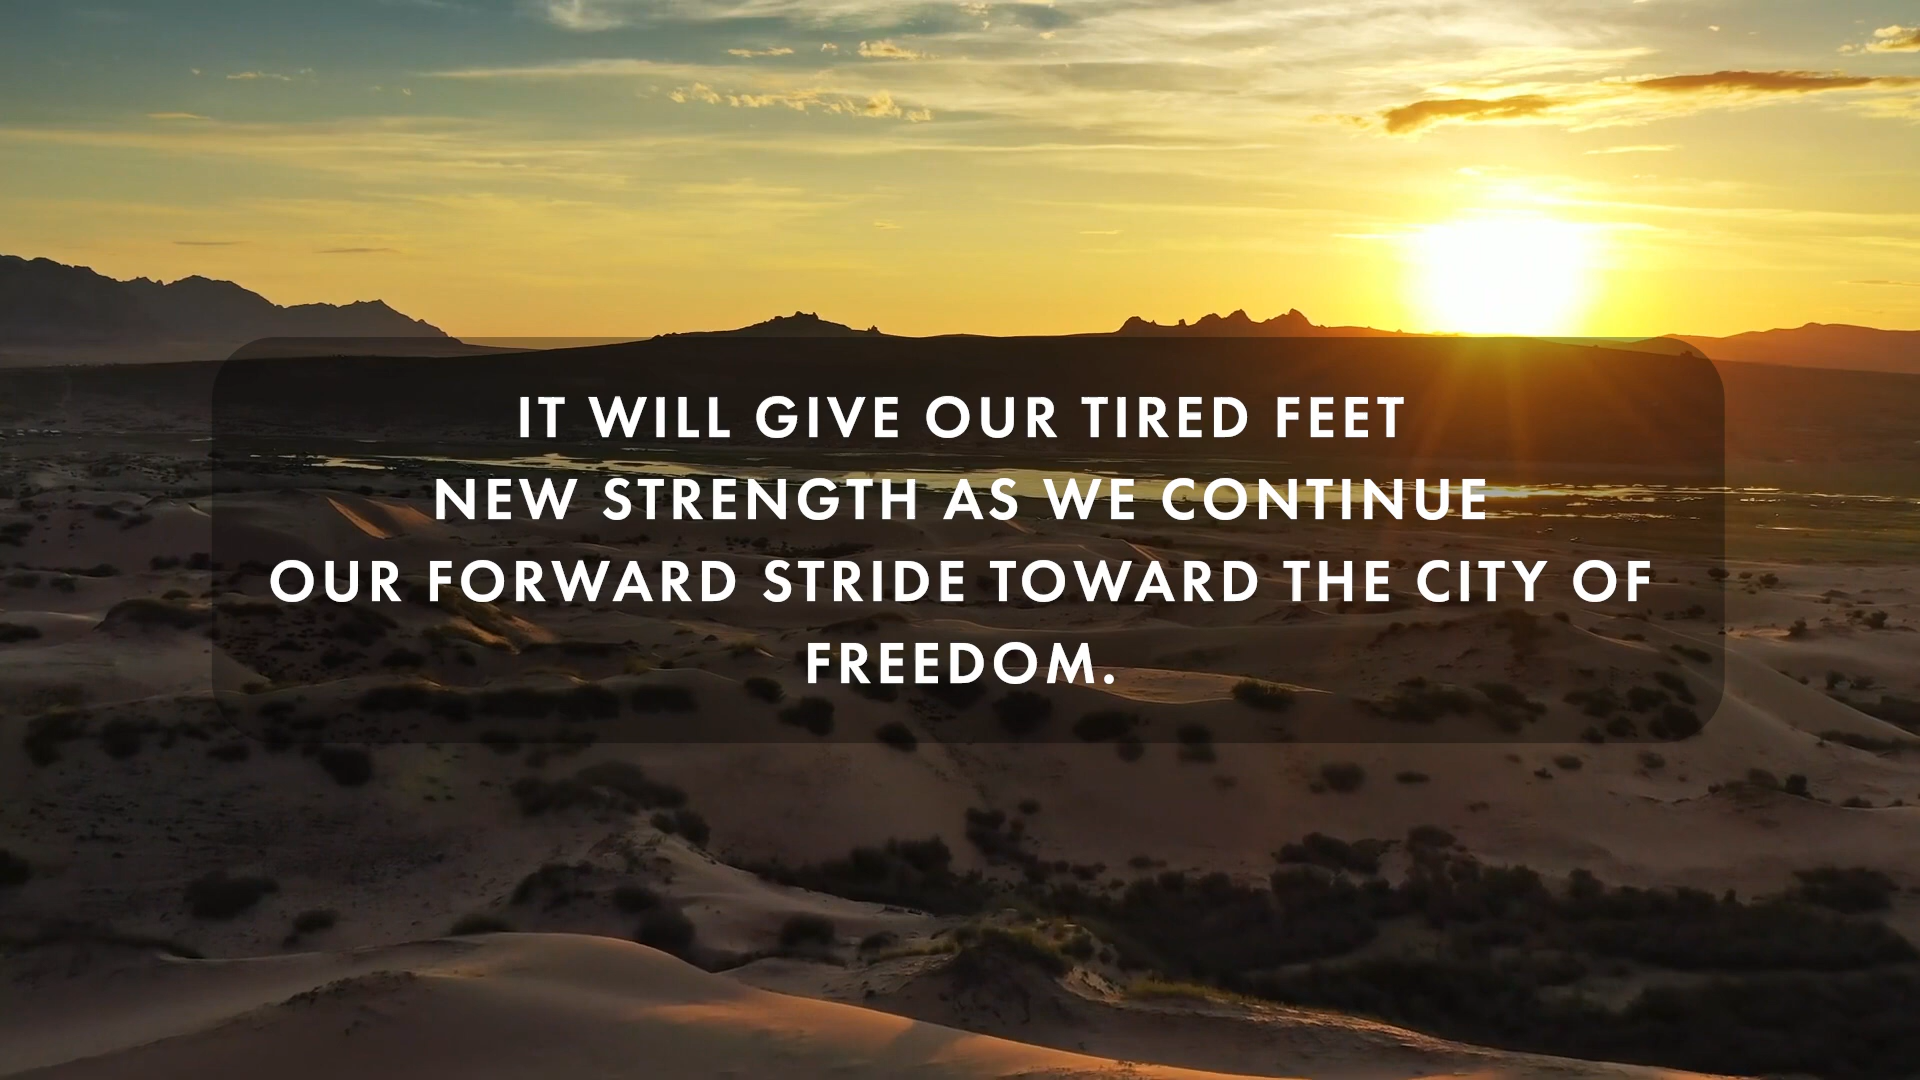 IT WILL GIVE OUR TIRED FEET
NEW STRENGTH AS WE CONTINUE
OUR FORWARD STRIDE TOWARD THE CITY OF
FREEDOM.